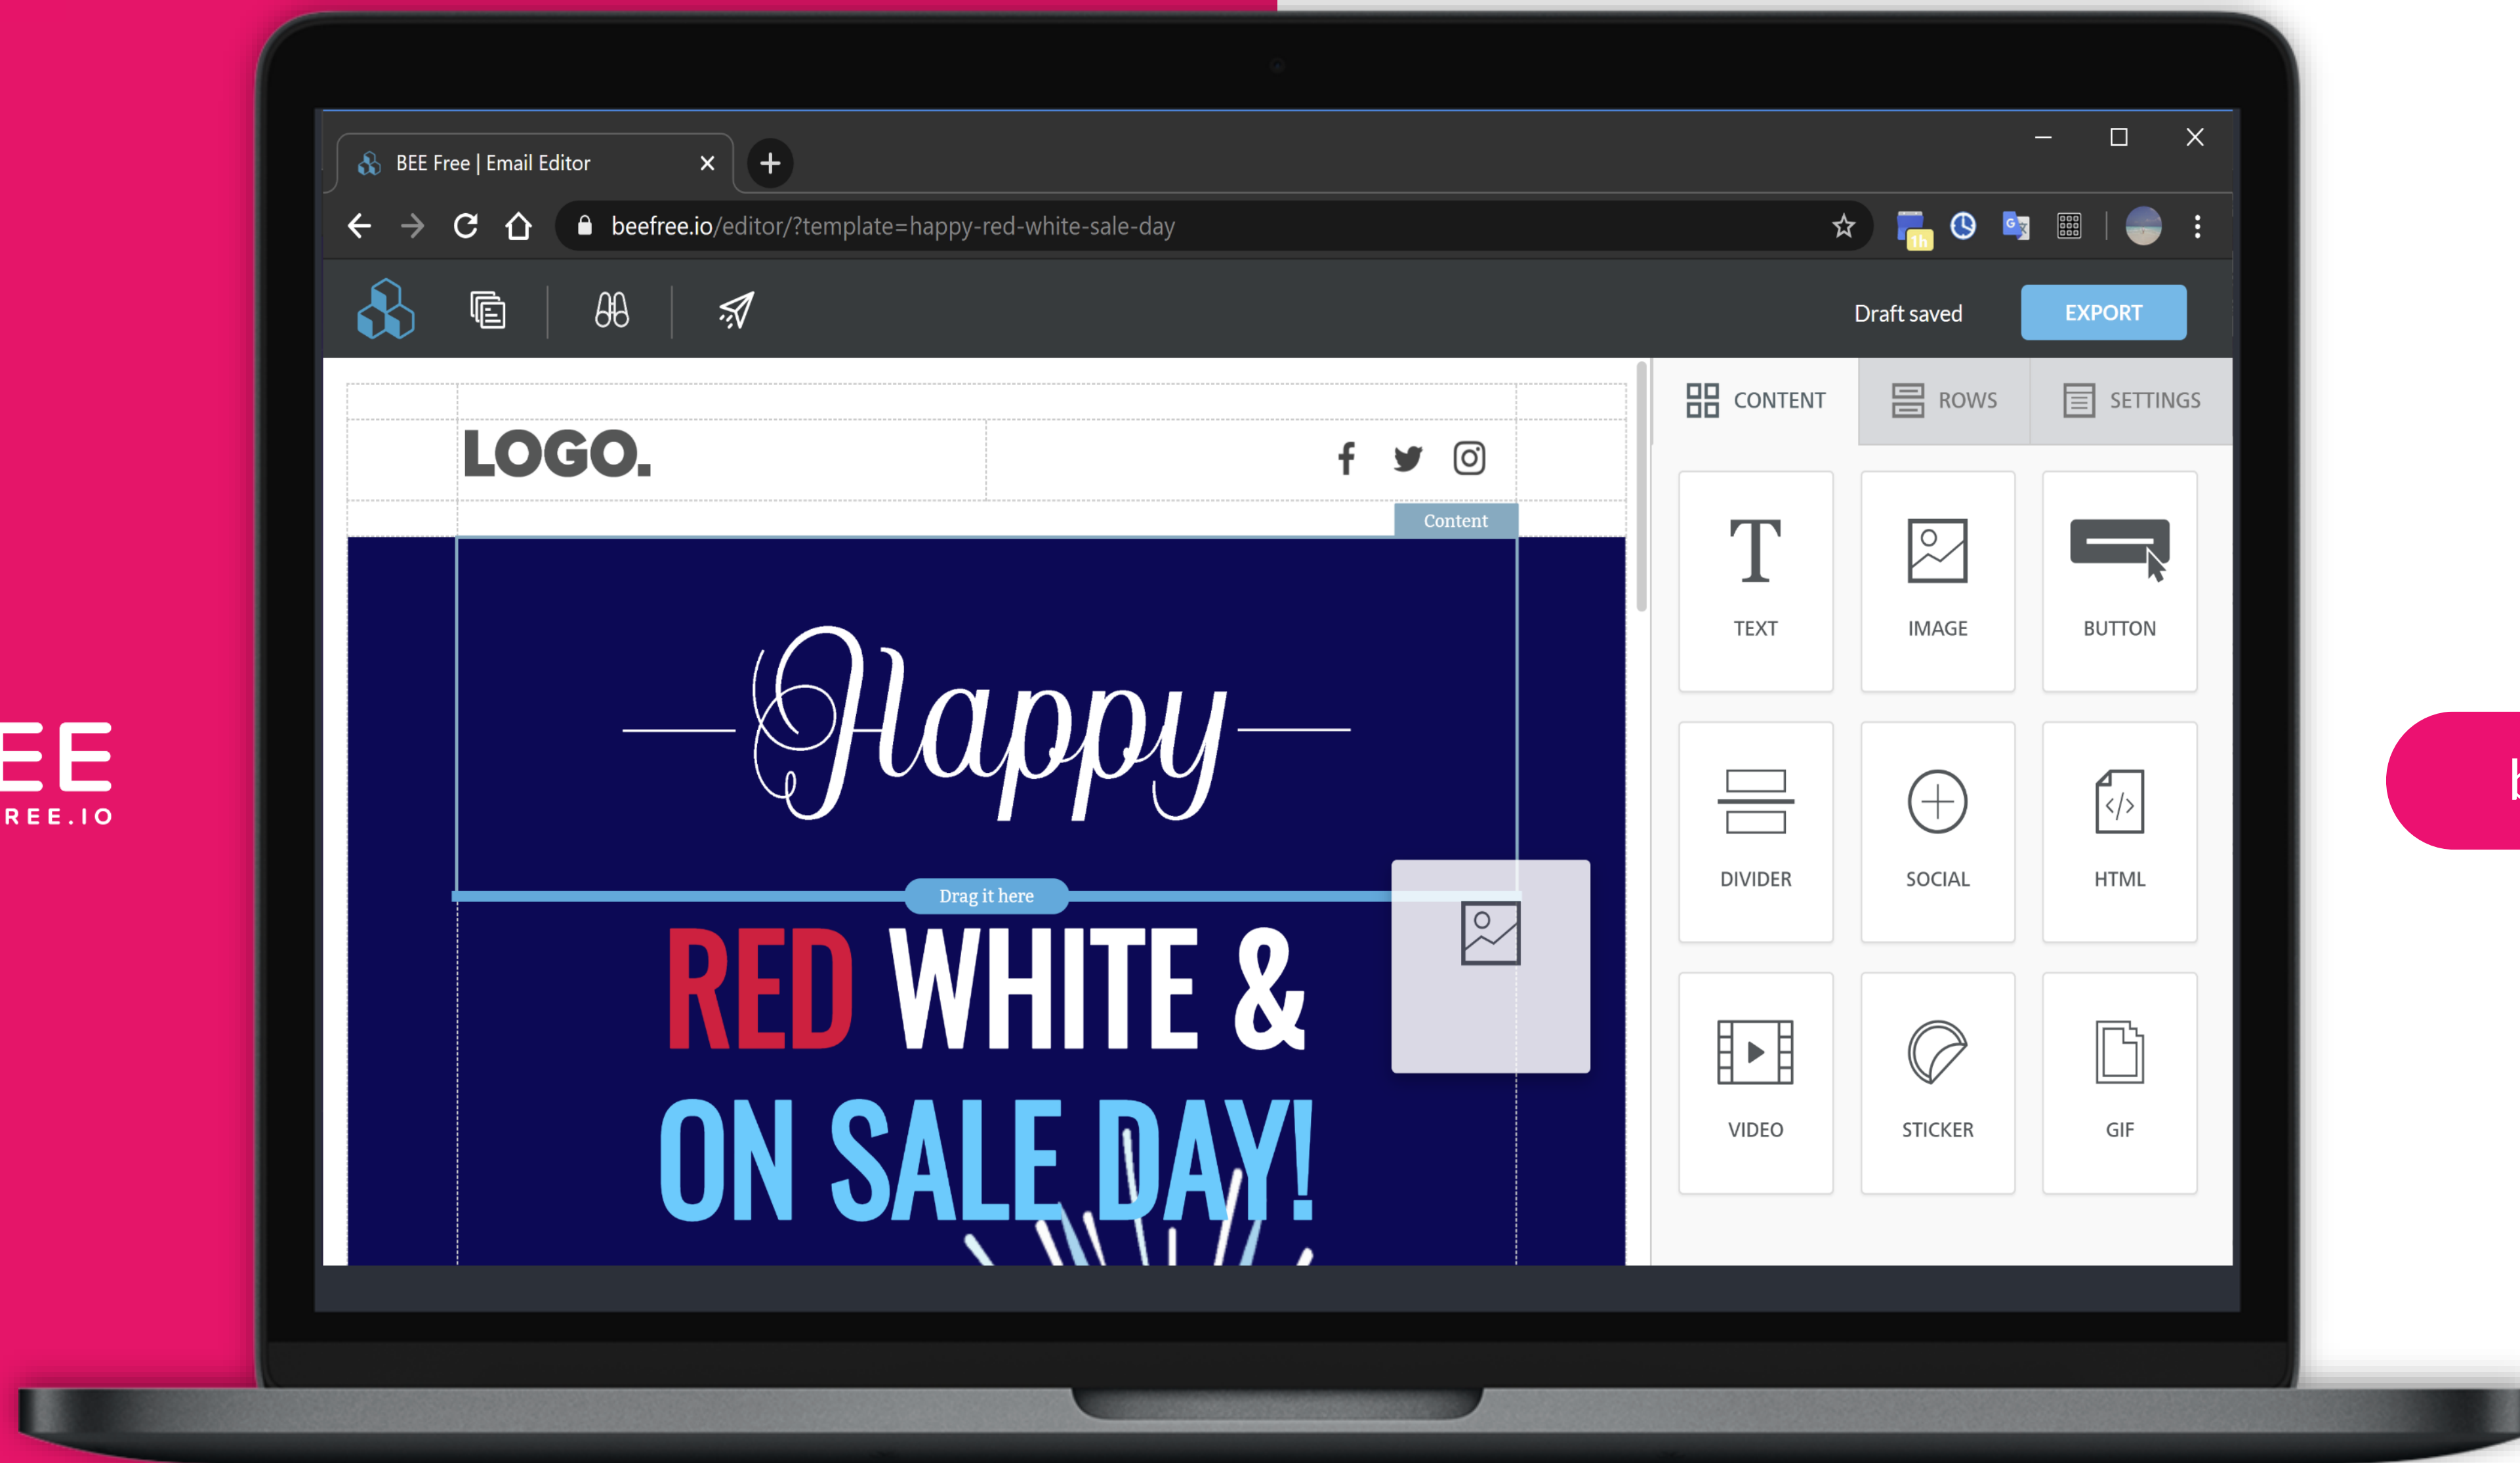 BEE Free | Email Editor
beefree.io/editor/?template=happy-red-white-sale-day
1h
Draft saved
EXPORT
LOGO.
CONTENT
ROWS
SETTINGS
Content
Happy
Drag it here
RED WHITE &
ON SALE DAY!
TEXT
IMAGE
BUTTON
DIVIDER
SOCIAL
HTML
VIDEO
STICKER
GIF
EE
REE.IO